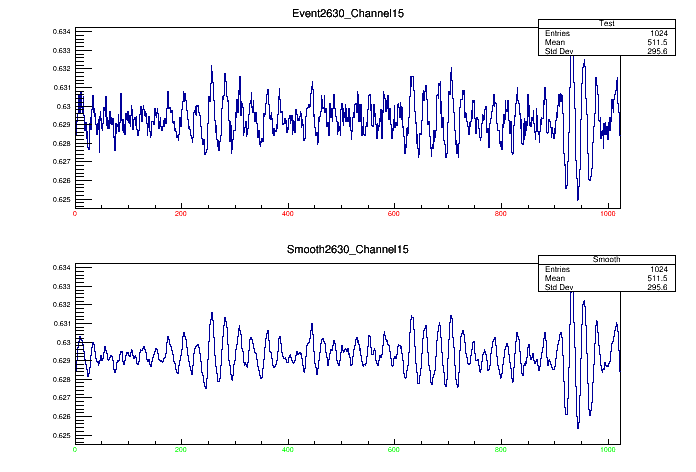 Event2630_Channel15
Test
Entries 1024
Mean 511.5
Std Dev 295.6
0.634
0.633
0.632
0.631
0.63
0.629
0.628
0.627
0.626
0.625
0 200 400 600 800 1000
Smooth2630_Channel15
Smooth
Entries 1024
Mean 511.5
Std Dev 295.6
0.634
0.633
0.632
0.631
0.63
0.629
0.628
0.627
0.626
0.625
0 200 400 600 800 1000